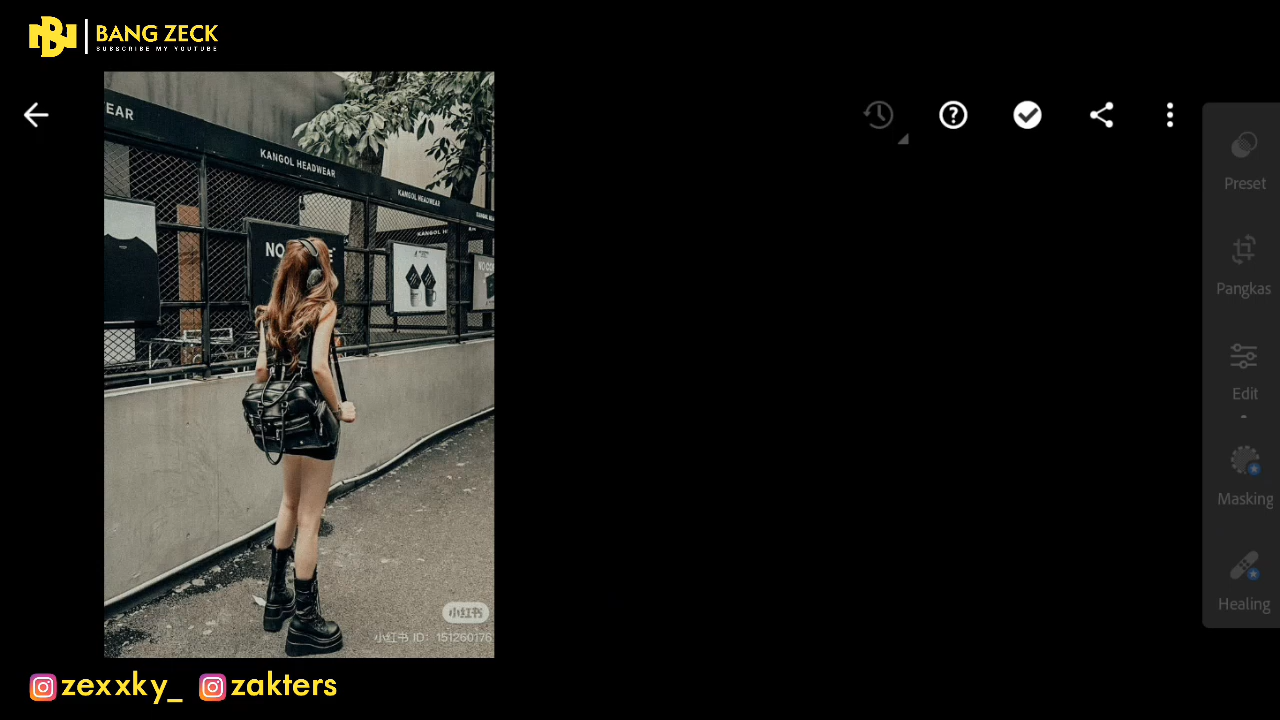 BANG ZECK
SUBSCRIBE MY YOUTUBE
EAR
KANGOL HEADWEAR
KANGOL HEADWEAR
KANGOL H
NO
Preset
Pangkas
Edit
Masking
Healing
小红书
小红书 ID: 151260176
zexxky_ zakters